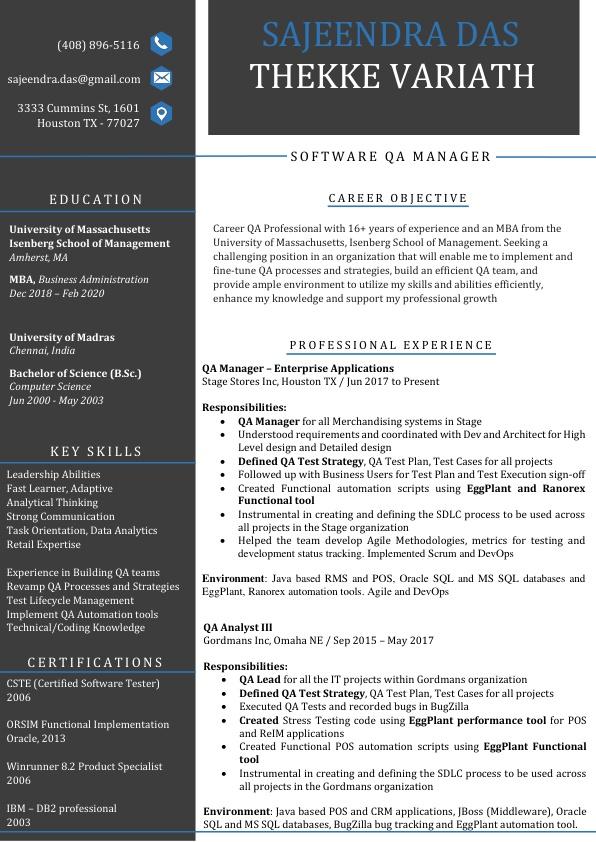 (408) 896-5116
sajeendra.das@gmail.com
3333 Cummins St, 1601
Houston TX - 77027
SAJEENDRA DAS
THEKKE VARIATH
SOFTWARE QA MANAGER
EDUCATION
University of Massachusetts
Isenberg School of Management
Amherst, MA
MBA, Business Administration
Dec 2018 – Feb 2020
University of Madras
Chennai, India
Bachelor of Science (B.Sc.)
Computer Science
Jun 2000 - May 2003
KEY SKILLS
Leadership Abilities
Fast Learner, Adaptive
Analytical Thinking
Strong Communication
Task Orientation, Data Analytics
Retail Expertise
Experience in Building QA teams
Revamp QA Processes and Strategies
Test Lifecycle Management
Implement QA Automation tools
Technical/Coding Knowledge
CERTIFICATIONS
CSTE (Certified Software Tester)
2006
ORSIM Functional Implementation
Oracle, 2013
Winrunner 8.2 Product Specialist
2006
IBM – DB2 professional
2003
CAREER OBJECTIVE
Career QA Professional with 16+ years of experience and an MBA from the
University of Massachusetts, Isenberg School of Management. Seeking a
challenging position in an organization that will enable me to implement and
fine-tune QA processes and strategies, build an efficient QA team, and
provide ample environment to utilize my skills and abilities efficiently,
enhance my knowledge and support my professional growth
PROFESSIONAL EXPERIENCE
QA Manager – Enterprise Applications
Stage Stores Inc, Houston TX / Jun 2017 to Present
Responsibilities:
• QA Manager for all Merchandising systems in Stage
• Understood requirements and coordinated with Dev and Architect for High
Level design and Detailed design
• Defined QA Test Strategy, QA Test Plan, Test Cases for all projects
• Followed up with Business Users for Test Plan and Test Execution sign-off
• Created Functional automation scripts using EggPlant and Ranorex
Functional tool
• Instrumental in creating and defining the SDLC process to be used across
all projects in the Stage organization
• Helped the team develop Agile Methodologies, metrics for testing and
development status tracking. Implemented Scrum and DevOps
Environment: Java based RMS and POS, Oracle SQL and MS SQL databases and
EggPlant, Ranorex automation tools. Agile and DevOps
QA Analyst III
Gordmans Inc, Omaha NE / Sep 2015 – May 2017
Responsibilities:
• QA Lead for all the IT projects within Gordmans organization
• Defined QA Test Strategy, QA Test Plan, Test Cases for all projects
• Executed QA Tests and recorded bugs in BugZilla
• Created Stress Testing code using EggPlant performance tool for POS
and ReIM applications
• Created Functional POS automation scripts using EggPlant Functional
tool
• Instrumental in creating and defining the SDLC process to be used across
all projects in the Gordmans organization
Environment: Java based POS and CRM applications, JBoss (Middleware), Oracle
SQL and MS SQL databases, BugZilla bug tracking and EggPlant automation tool.